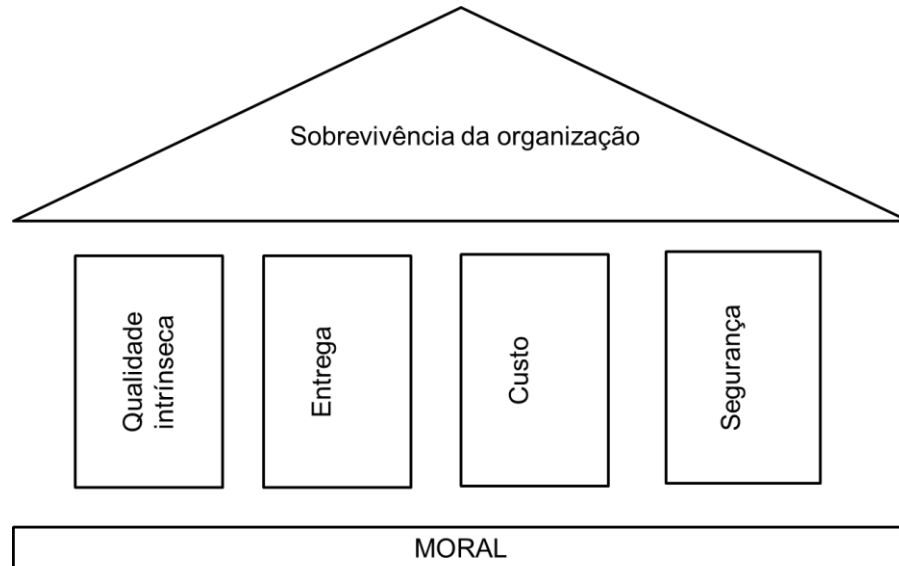 Sobrevivência da organização
Qualidade
intrínseca
Entrega
Custo
Segurança
MORAL